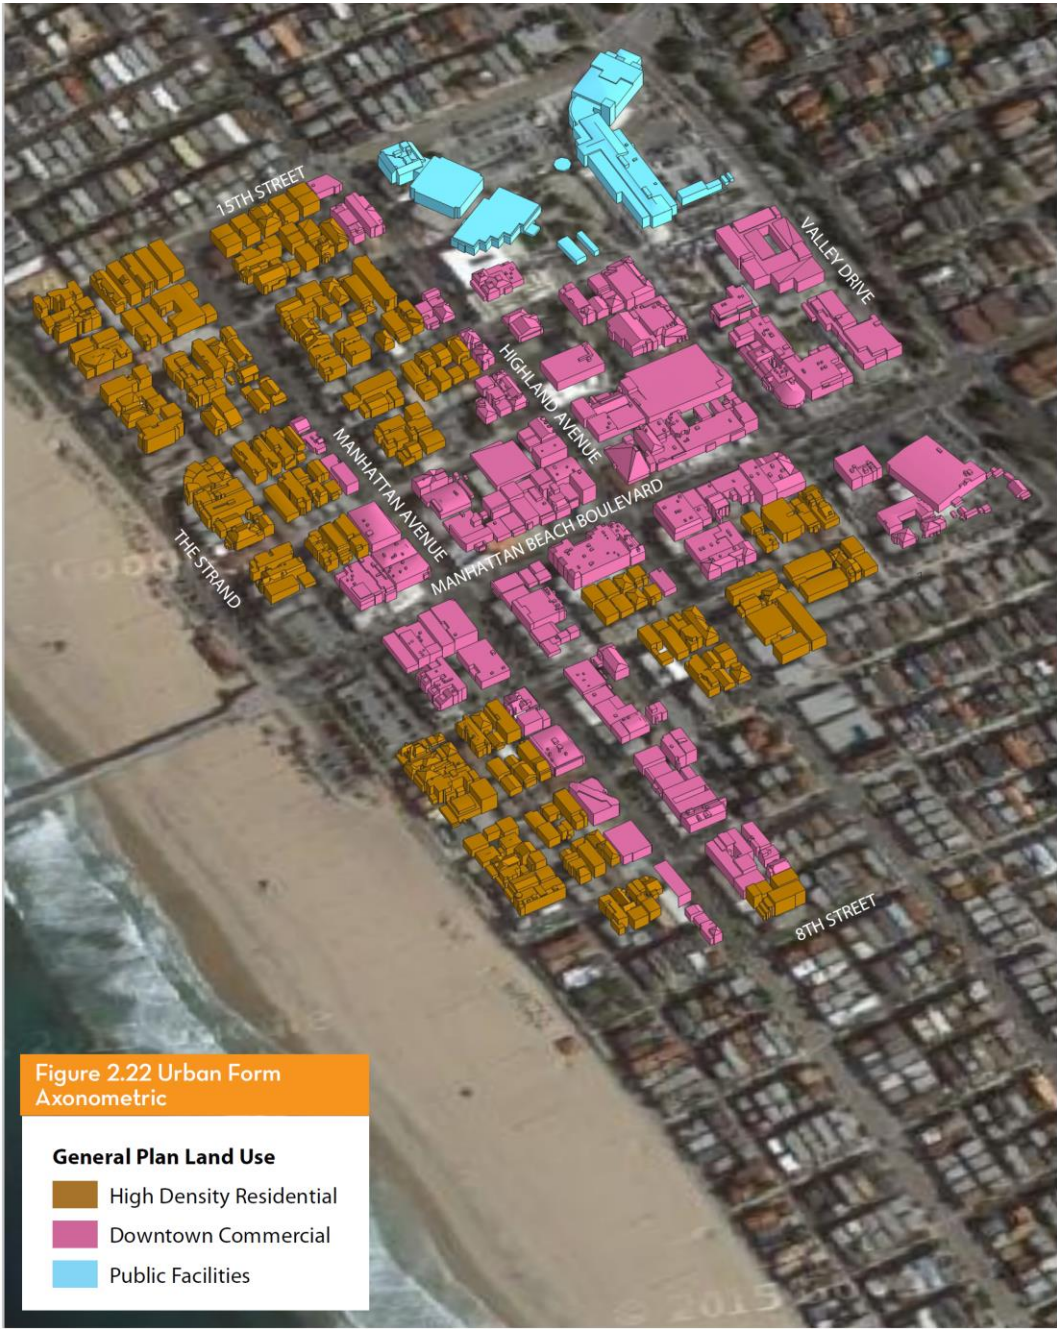 15TH STREET
VALLEY DRIVE
HIGHLAND AVENUE
MANHATTAN AVENUE
MANHATTAN BEACH BOULEVARD
THE STRAND
8TH STREET
Figure 2.22 Urban Form
Axonometric
General Plan Land Use
High Density Residential
Downtown Commercial
Public Facilities
© 2015